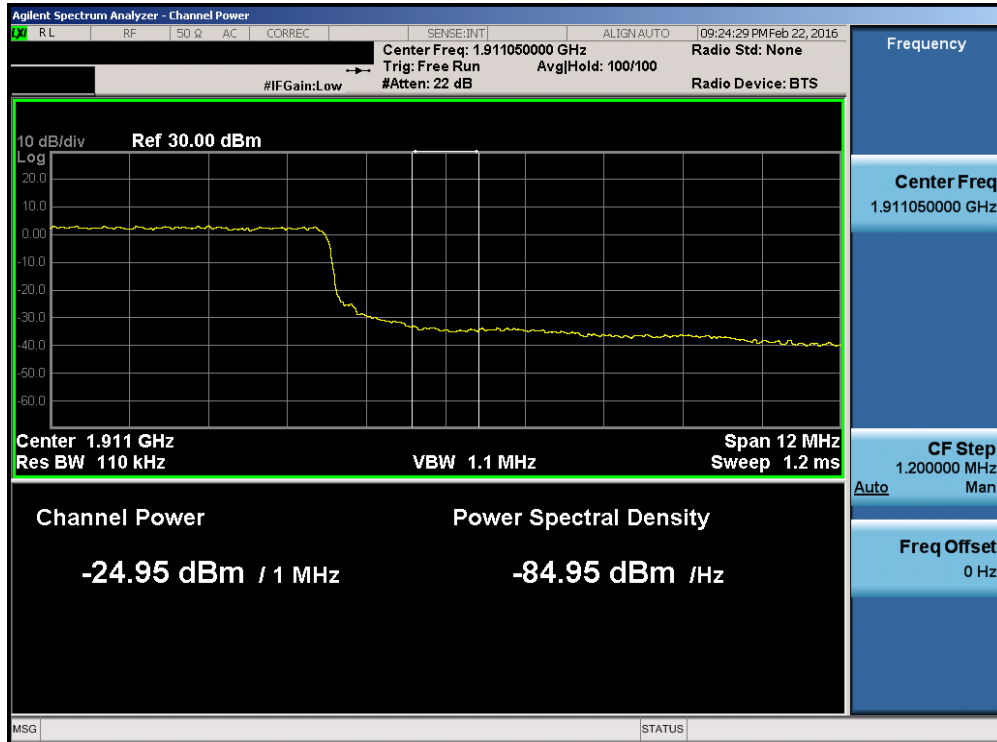 Agilent Spectrum Analyzer - Channel Power
LXI RL RF 50 Ω AC CORREC SENSE:INT ALIGN AUTO 09:24:29 PM Feb 22, 2016
Center Freq: 1.911050000 GHz Radio Std: None
Trig: Free Run Avg|Hold: 100/100
#IFGain:Low #Atten: 22 dB Radio Device: BTS
10 dB/div Ref 30.00 dBm
Log
20.0
10.0
0.00
-10.0
-20.0
-30.0
-40.0
-50.0
-60.0
Center 1.911 GHz Span 12 MHz
Res BW 110 kHz VBW 1.1 MHz Sweep 1.2 ms
Channel Power Power Spectral Density
-24.95 dBm / 1 MHz -84.95 dBm /Hz
Frequency
Center Freq
1.911050000 GHz
CF Step
1.200000 MHz
Auto Man
Freq Offset
0 Hz
MSG STATUS